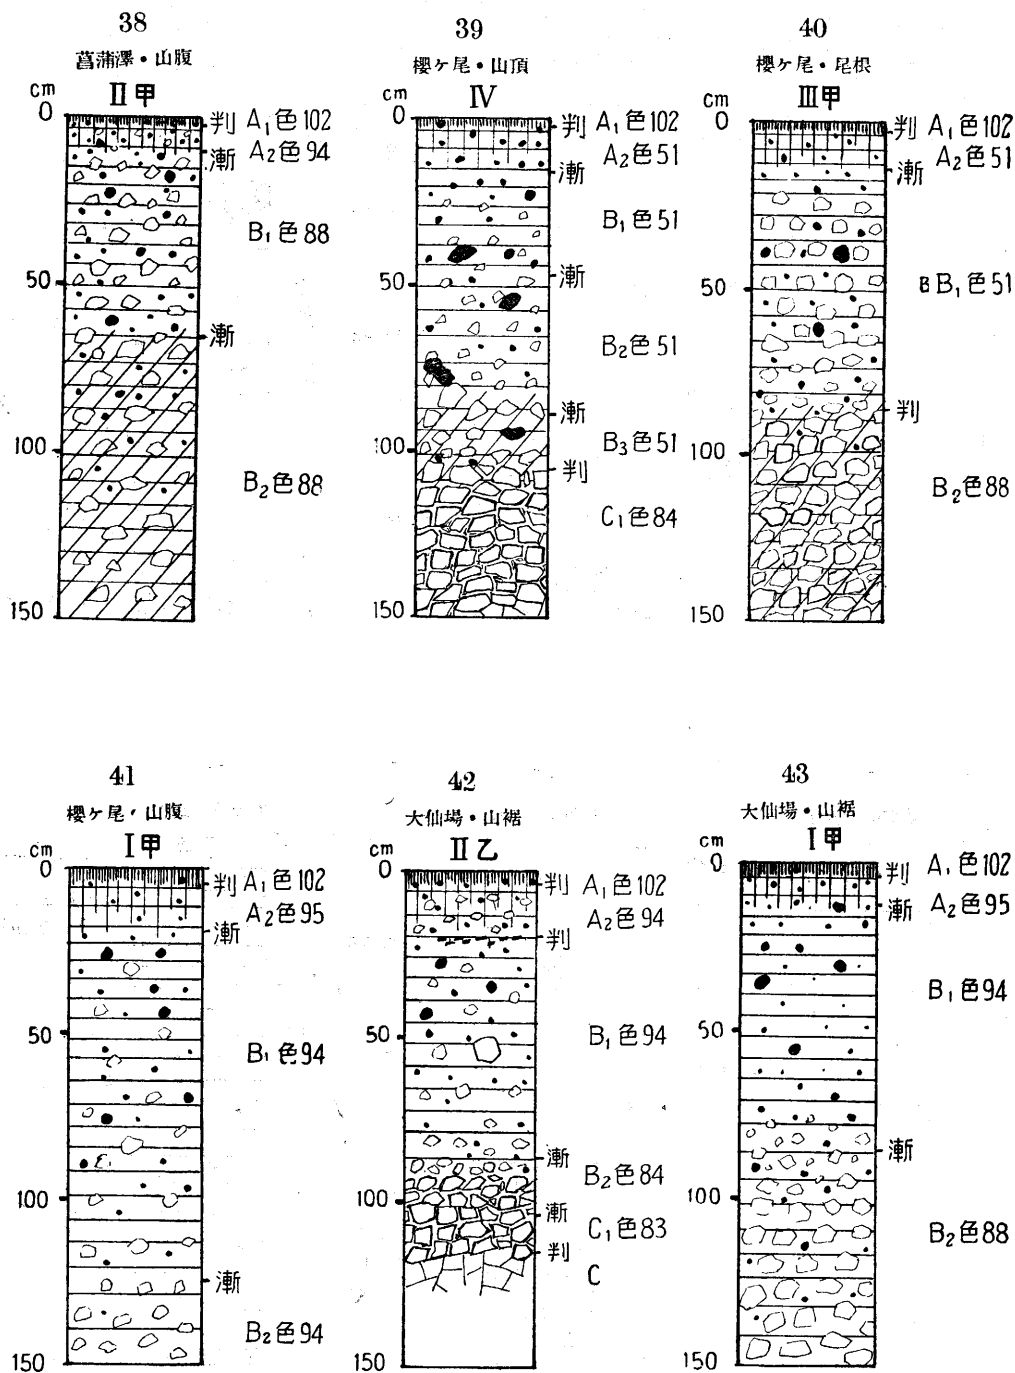 38
菖蒲澤・山腹
cm
Ⅱ甲
0
判 A₁色102
漸 A₂色94
B₁色88
50
漸
100
B₂色88
150
39
櫻ヶ尾・山頂
cm
Ⅳ
0
判 A₁色102
A₂色51
漸
B₁色51
50
漸
B₂色51
漸
100
B₃色51
判
C₁色84
150
40
櫻ヶ尾・尾根
cm
Ⅲ甲
0
判 A₁色102
A₂色51
漸
50
B B₁色51
判
100
B₂色88
150
41
櫻ヶ尾・山腹
cm
Ⅰ甲
0
判 A₁色102
A₂色95
漸
50
B₁色94
100
漸
B₂色94
150
42
大仙場・山裾
cm
Ⅱ乙
0
判 A₁色102
A₂色94
判
50
B₁色94
漸
B₂色84
100
漸
C₁色83
判
C
150
43
大仙場・山裾
cm
Ⅰ甲
0
判 A₁色102
漸 A₂色95
B₁色94
50
漸
100
B₂色88
150